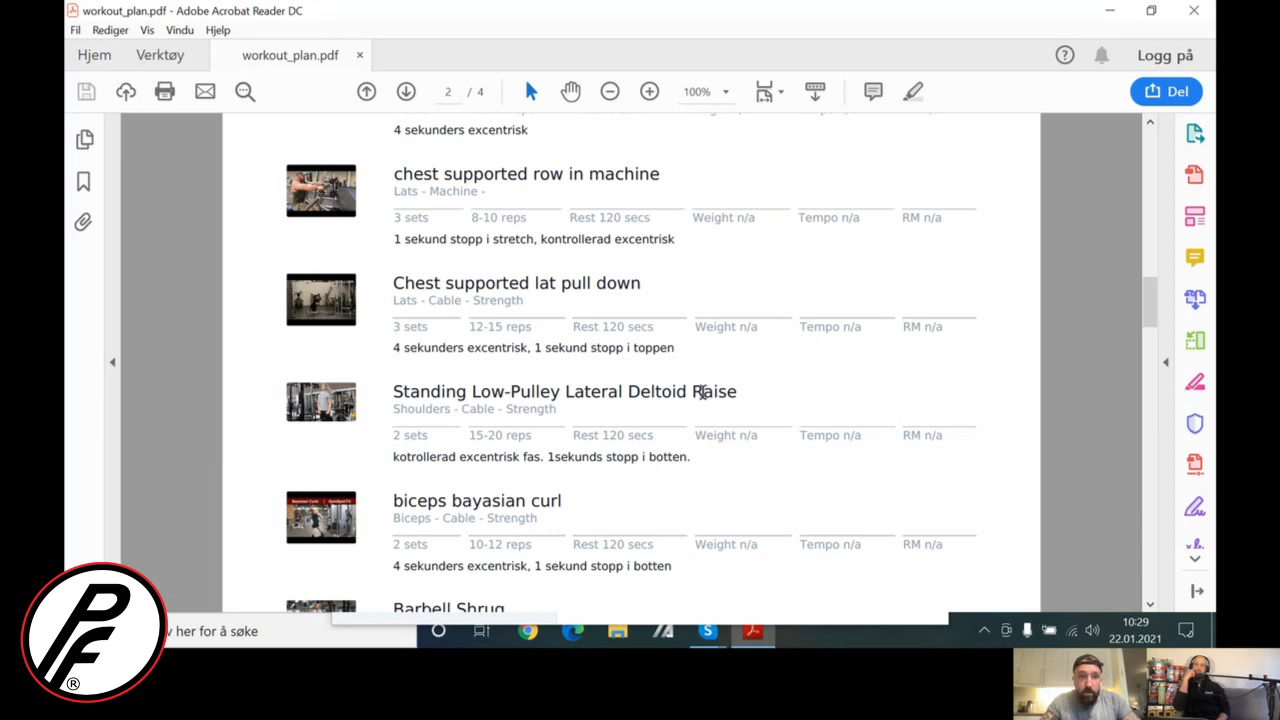 workout_plan.pdf - Adobe Acrobat Reader DC
Fil Rediger Vis Vindu Hjelp
Hjem Verktøy workout_plan.pdf × Logg på
2 / 4 100% Del
4 sekunders excentrisk
chest supported row in machine
Lats - Machine -
3 sets 8-10 reps Rest 120 secs Weight n/a Tempo n/a RM n/a
1 sekund stopp i stretch, kontrollerad excentrisk
Chest supported lat pull down
Lats - Cable - Strength
3 sets 12-15 reps Rest 120 secs Weight n/a Tempo n/a RM n/a
4 sekunders excentrisk, 1 sekund stopp i toppen
Standing Low-Pulley Lateral Deltoid Raise
Shoulders - Cable - Strength
2 sets 15-20 reps Rest 120 secs Weight n/a Tempo n/a RM n/a
kotrollerad excentrisk fas. 1sekunds stopp i botten.
biceps bayasian curl
Biceps - Cable - Strength
2 sets 10-12 reps Rest 120 secs Weight n/a Tempo n/a RM n/a
4 sekunders excentrisk, 1 sekund stopp i botten
Barbell Shrug
v her for å søke
10:29
22.01.2021
PF
®